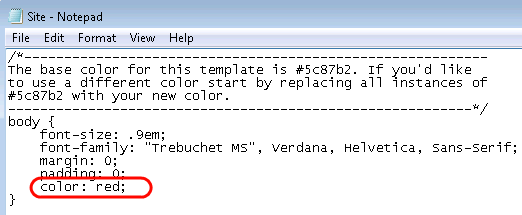 Site - Notepad
File Edit Format View Help
/*----------------------------------------------------------
The base color for this template is #5c87b2. If you'd like
to use a different color start by replacing all instances of
#5c87b2 with your new color.
----------------------------------------------------------*/
body {
    font-size: .9em;
    font-family: "Trebuchet MS", Verdana, Helvetica, Sans-Serif;
    margin: 0;
    padding: 0;
    color: red;
}